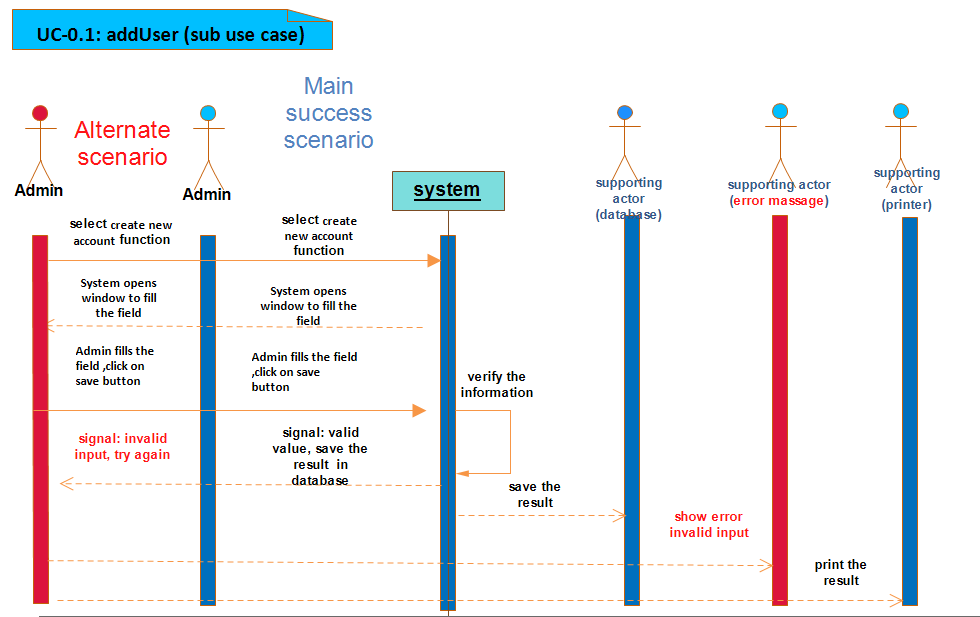 UC-0.1: addUser (sub use case)
Main
success
scenario
Alternate
scenario
Admin
Admin
system
supporting
actor
(database)
supporting actor
(error massage)
supporting
actor
(printer)
select create new
account function
select create
new account
function
System opens
window to fill
the field
System opens
window to fill the
field
Admin fills the
field ,click on
save button
Admin fills the field
,click on save
button
verify the
information
signal: invalid
input, try again
signal: valid
value, save the
result in
database
save the
result
show error
invalid input
print the
result